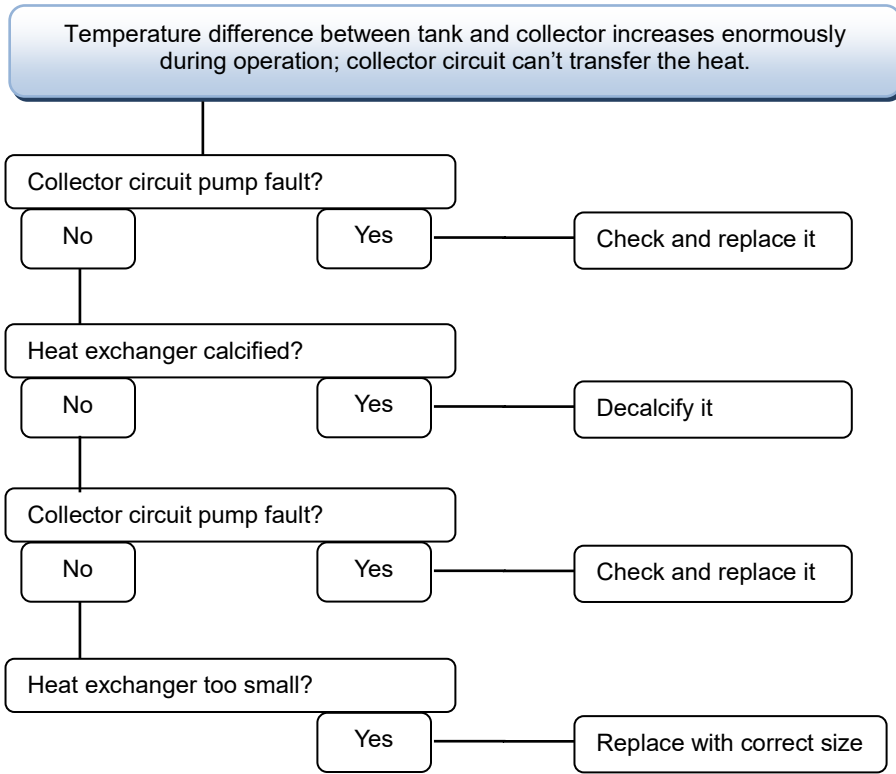 Temperature difference between tank and collector increases enormously
during operation; collector circuit can’t transfer the heat.
Collector circuit pump fault?
No
Yes
Check and replace it
Heat exchanger calcified?
No
Yes
Decalcify it
Collector circuit pump fault?
No
Yes
Check and replace it
Heat exchanger too small?
Yes
Replace with correct size